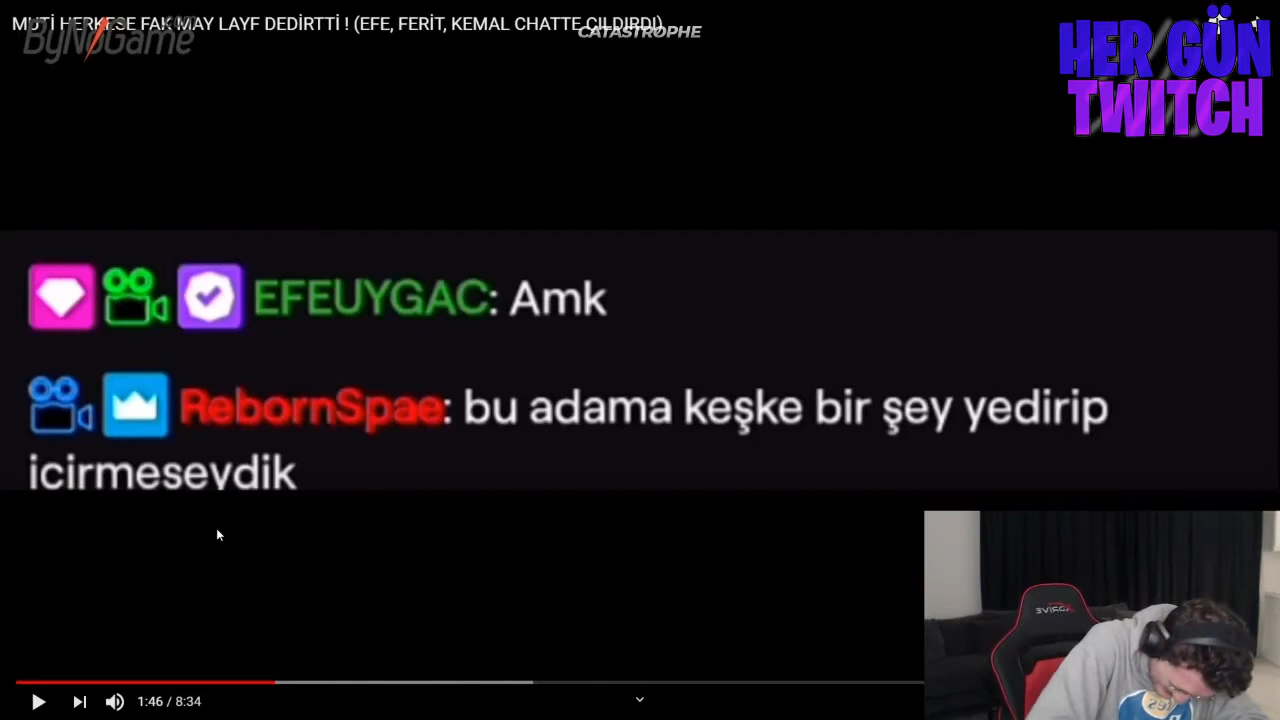 MUTİ HERKESE FAK MAY LAYF DEDİRTTİ ! (EFE, FERİT, KEMAL CHATTE ÇILDIRDI)
ByNoGame
CATASTROPHE
HER GÜN
TWITCH
EFEUYGAC: Amk
RebornSpae: bu adama keşke bir şey yedirip
icirmeseydik
1:46 / 8:34